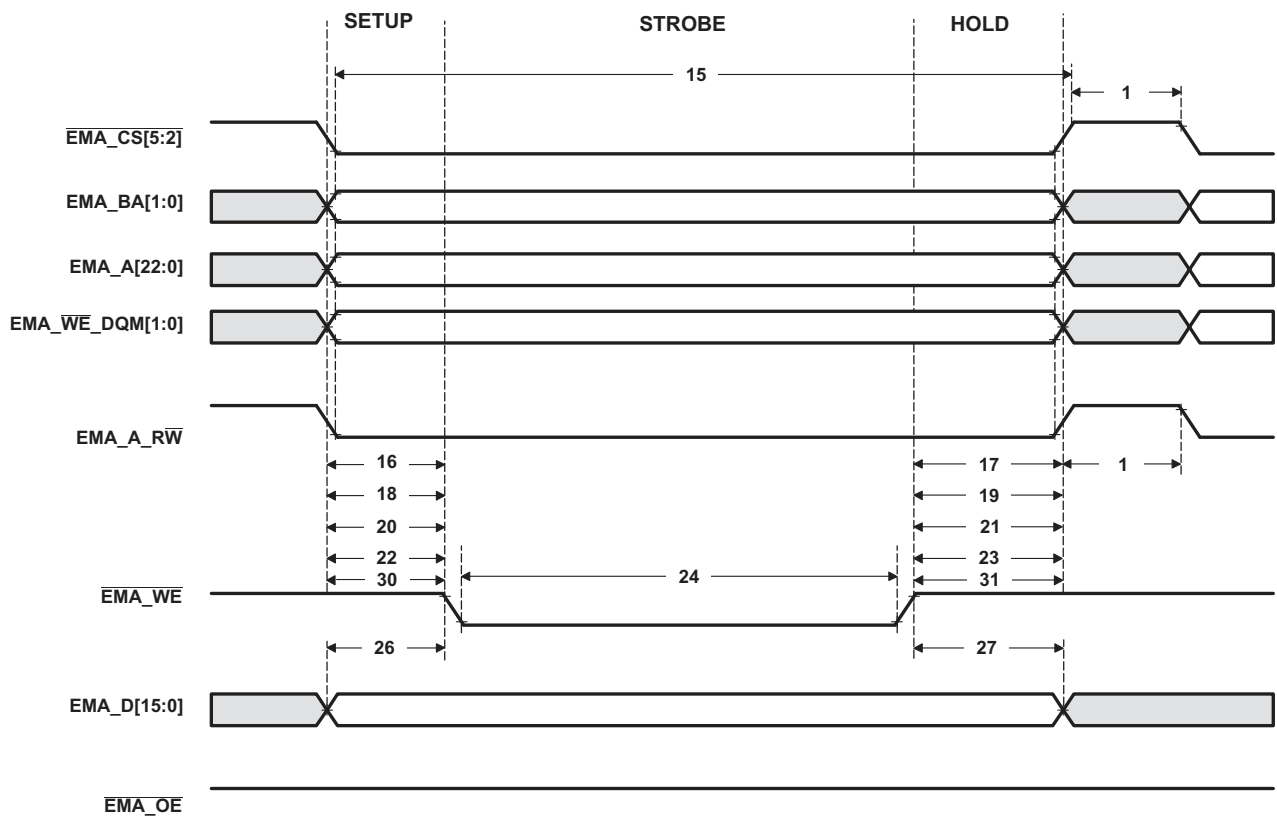 SETUP STROBE HOLD
15
1
EMA_CS[5:2]
EMA_BA[1:0]
EMA_A[22:0]
EMA_WE_DQM[1:0]
EMA_A_RW
16 17 1
18 19
20 21
22 23
24
30 31
EMA_WE
26 27
EMA_D[15:0]
EMA_OE